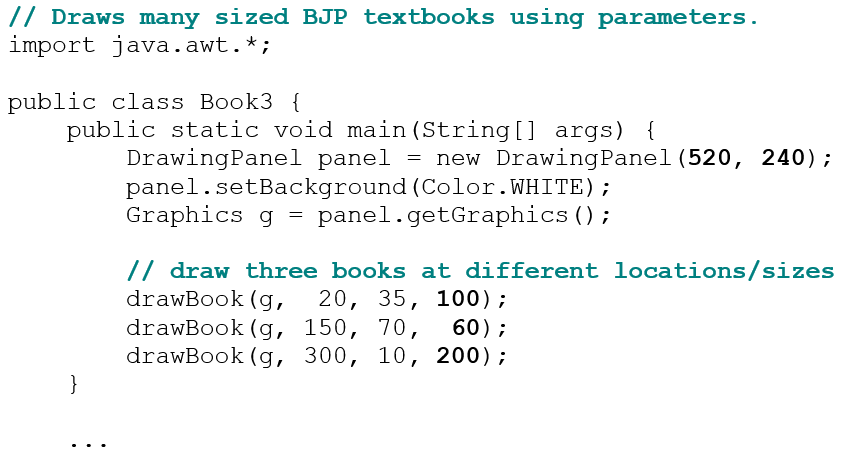 // Draws many sized BJP textbooks using parameters.
import java.awt.*;
public class Book3 {
    public static void main(String[] args) {
        DrawingPanel panel = new DrawingPanel(520, 240);
        panel.setBackground(Color.WHITE);
        Graphics g = panel.getGraphics();
        // draw three books at different locations/sizes
        drawBook(g,  20, 35, 100);
        drawBook(g, 150, 70,  60);
        drawBook(g, 300, 10, 200);
    }
    ...